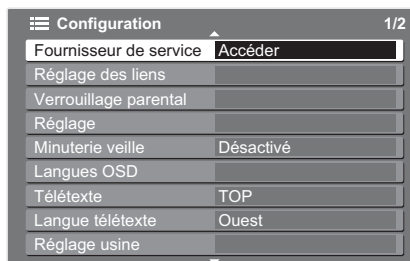 Configuration 1/2
Fournisseur de service Accéder
Réglage des liens
Verrouillage parental
Réglage
Minuterie veille Désactivé
Langues OSD
Télétexte TOP
Langue télétexte Ouest
Réglage usine